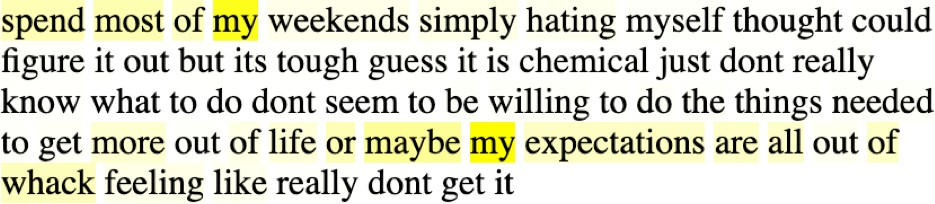 spend most of my weekends simply hating myself thought could
figure it out but its tough guess it is chemical just dont really
know what to do dont seem to be willing to do the things needed
to get more out of life or maybe my expectations are all out of
whack feeling like really dont get it